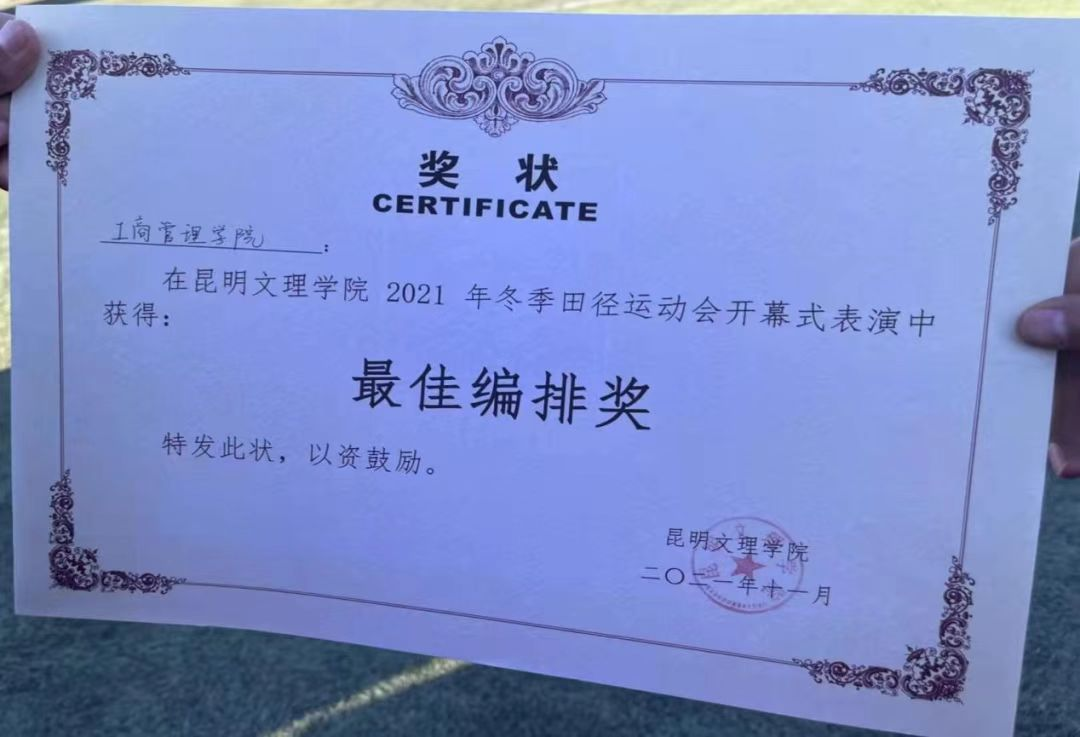 奖 状
CERTIFICATE
工商管理学院：
在昆明文理学院 2021 年冬季田径运动会开幕式表演中
获得：
最佳编排奖
特发此状，以资鼓励。
昆明文理学院
二〇二一年十一月